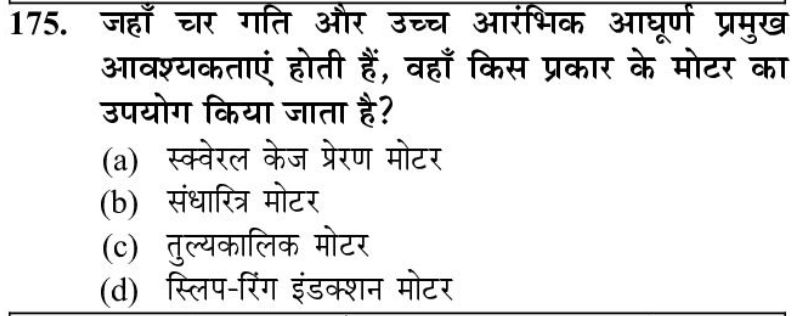 175. जहाँ चर गति और उच्च आरंभिक आघूर्ण प्रमुख
आवश्यकताएं होती हैं, वहाँ किस प्रकार के मोटर का
उपयोग किया जाता है?
(a) स्क्वेरल केज प्रेरण मोटर
(b) संधारित्र मोटर
(c) तुल्यकालिक मोटर
(d) स्लिप-रिंग इंडक्शन मोटर